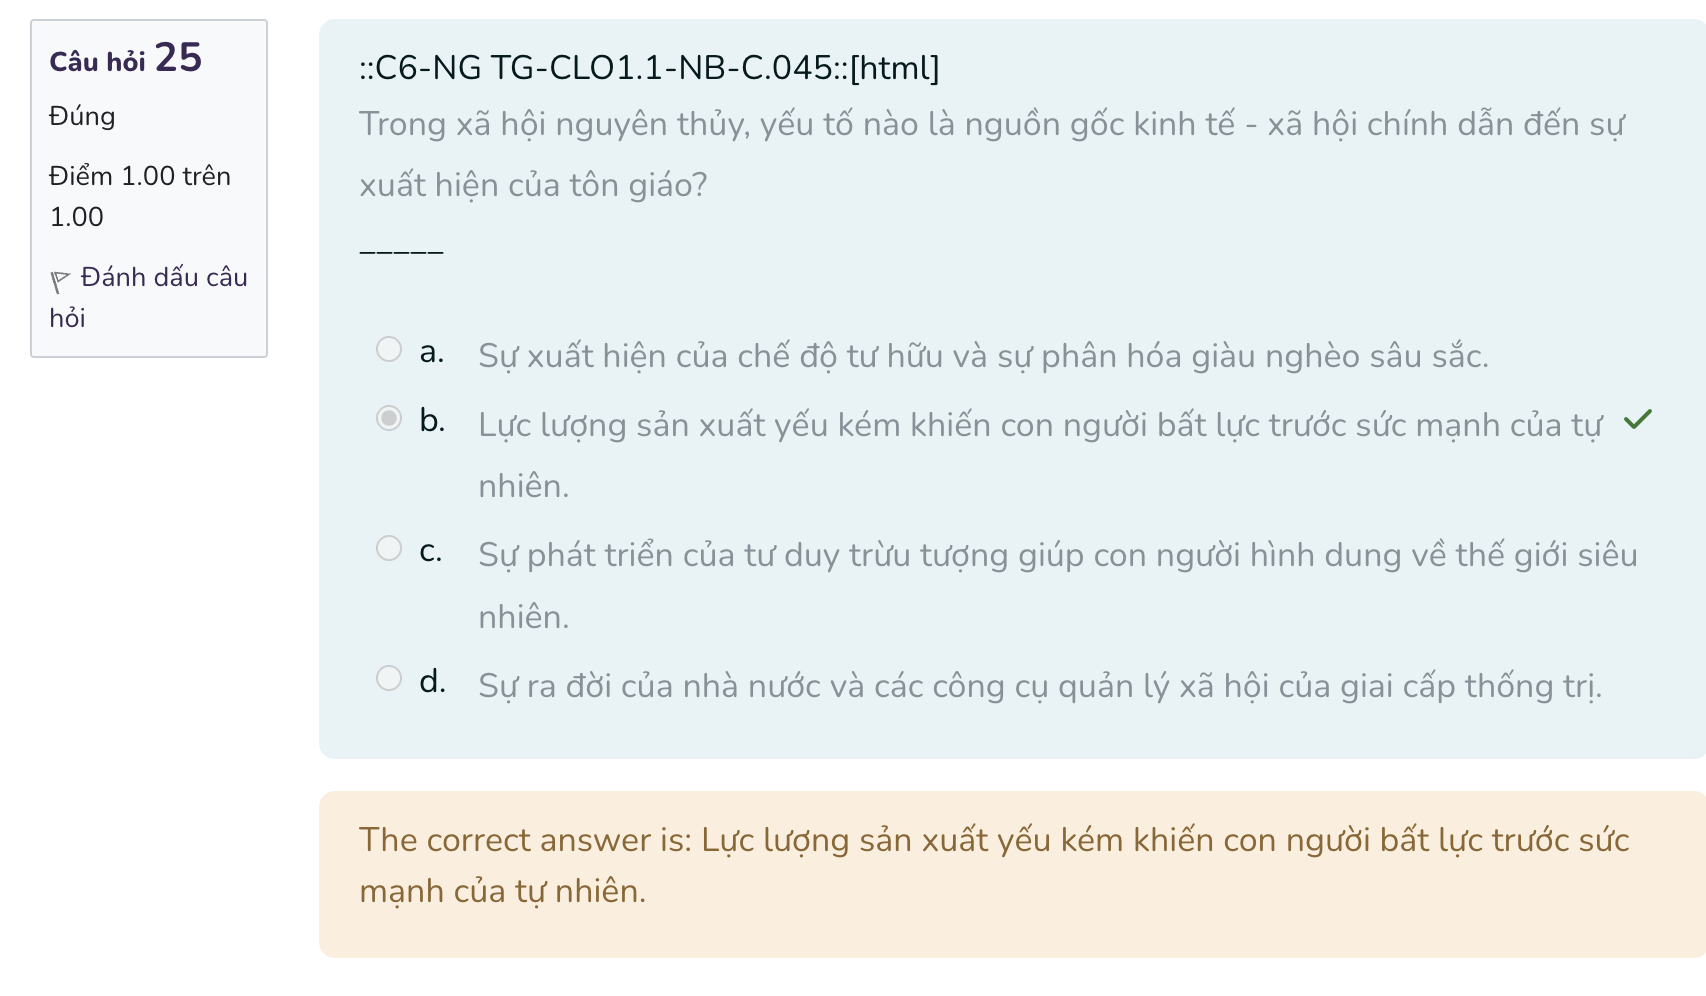 Câu hỏi 25
Đúng
Điểm 1.00 trên
1.00
Đánh dấu câu
hỏi
::C6-NG TG-CLO1.1-NB-C.045::[html]
Trong xã hội nguyên thủy, yếu tố nào là nguồn gốc kinh tế - xã hội chính dẫn đến sự
xuất hiện của tôn giáo?
_____
a. Sự xuất hiện của chế độ tư hữu và sự phân hóa giàu nghèo sâu sắc.
b. Lực lượng sản xuất yếu kém khiến con người bất lực trước sức mạnh của tự
nhiên.
c. Sự phát triển của tư duy trừu tượng giúp con người hình dung về thế giới siêu
nhiên.
d. Sự ra đời của nhà nước và các công cụ quản lý xã hội của giai cấp thống trị.
The correct answer is: Lực lượng sản xuất yếu kém khiến con người bất lực trước sức
mạnh của tự nhiên.